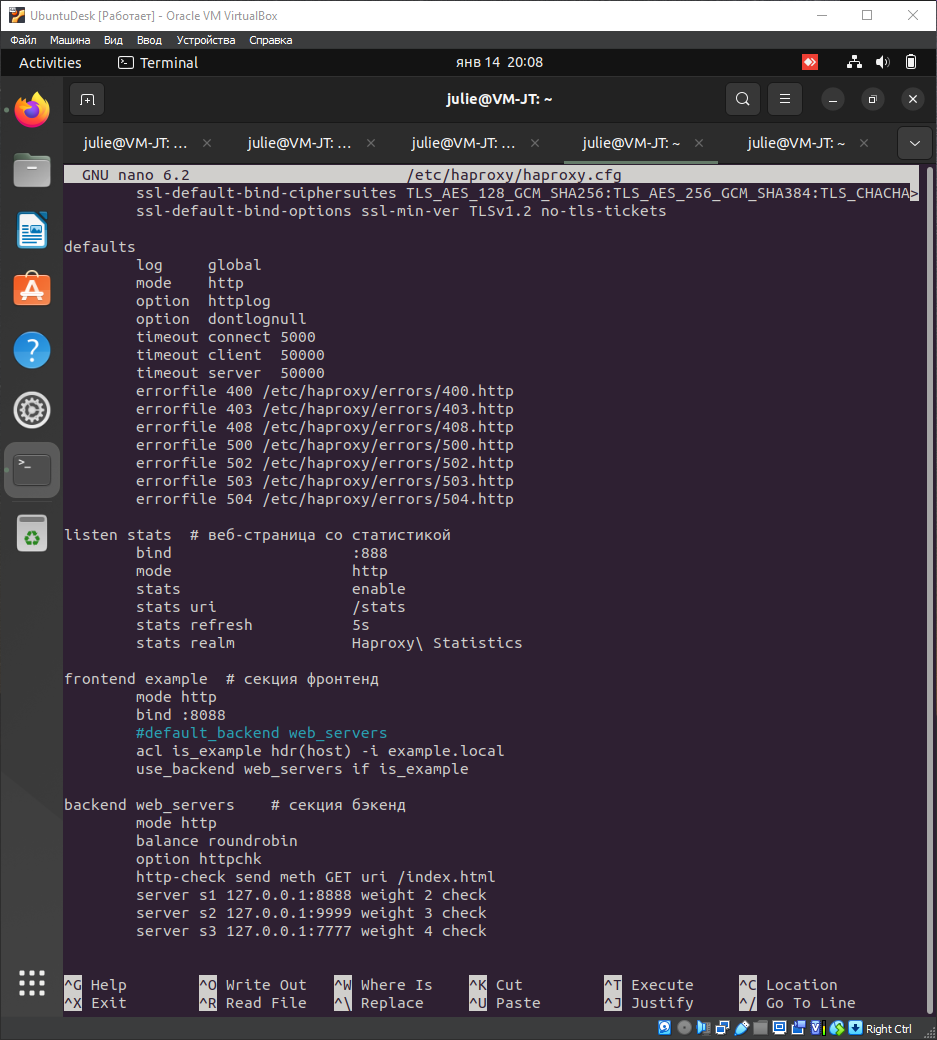 UbuntuDesk [Работает] - Oracle VM VirtualBox
Файл Машина Вид Ввод Устройства Справка
Activities Terminal янв 14 20:08
julie@VM-JT: ~
julie@VM-JT: ... julie@VM-JT: ... julie@VM-JT: ... julie@VM-JT: ~ julie@VM-JT: ~
GNU nano 6.2 /etc/haproxy/haproxy.cfg
ssl-default-bind-ciphersuites TLS_AES_128_GCM_SHA256:TLS_AES_256_GCM_SHA384:TLS_CHACHA>
ssl-default-bind-options ssl-min-ver TLSv1.2 no-tls-tickets
defaults
log global
mode http
option httplog
option dontlognull
timeout connect 5000
timeout client 50000
timeout server 50000
errorfile 400 /etc/haproxy/errors/400.http
errorfile 403 /etc/haproxy/errors/403.http
errorfile 408 /etc/haproxy/errors/408.http
errorfile 500 /etc/haproxy/errors/500.http
errorfile 502 /etc/haproxy/errors/502.http
errorfile 503 /etc/haproxy/errors/503.http
errorfile 504 /etc/haproxy/errors/504.http
listen stats # веб-страница со статистикой
bind :888
mode http
stats enable
stats uri /stats
stats refresh 5s
stats realm Haproxy\ Statistics
frontend example # секция фронтенд
mode http
bind :8088
#default_backend web_servers
acl is_example hdr(host) -i example.local
use_backend web_servers if is_example
backend web_servers # секция бэкенд
mode http
balance roundrobin
option httpchk
http-check send meth GET uri /index.html
server s1 127.0.0.1:8888 weight 2 check
server s2 127.0.0.1:9999 weight 3 check
server s3 127.0.0.1:7777 weight 4 check
^G Help ^O Write Out ^W Where Is ^K Cut ^T Execute ^C Location
^X Exit ^R Read File ^\ Replace ^U Paste ^J Justify ^/ Go To Line
Right Ctrl